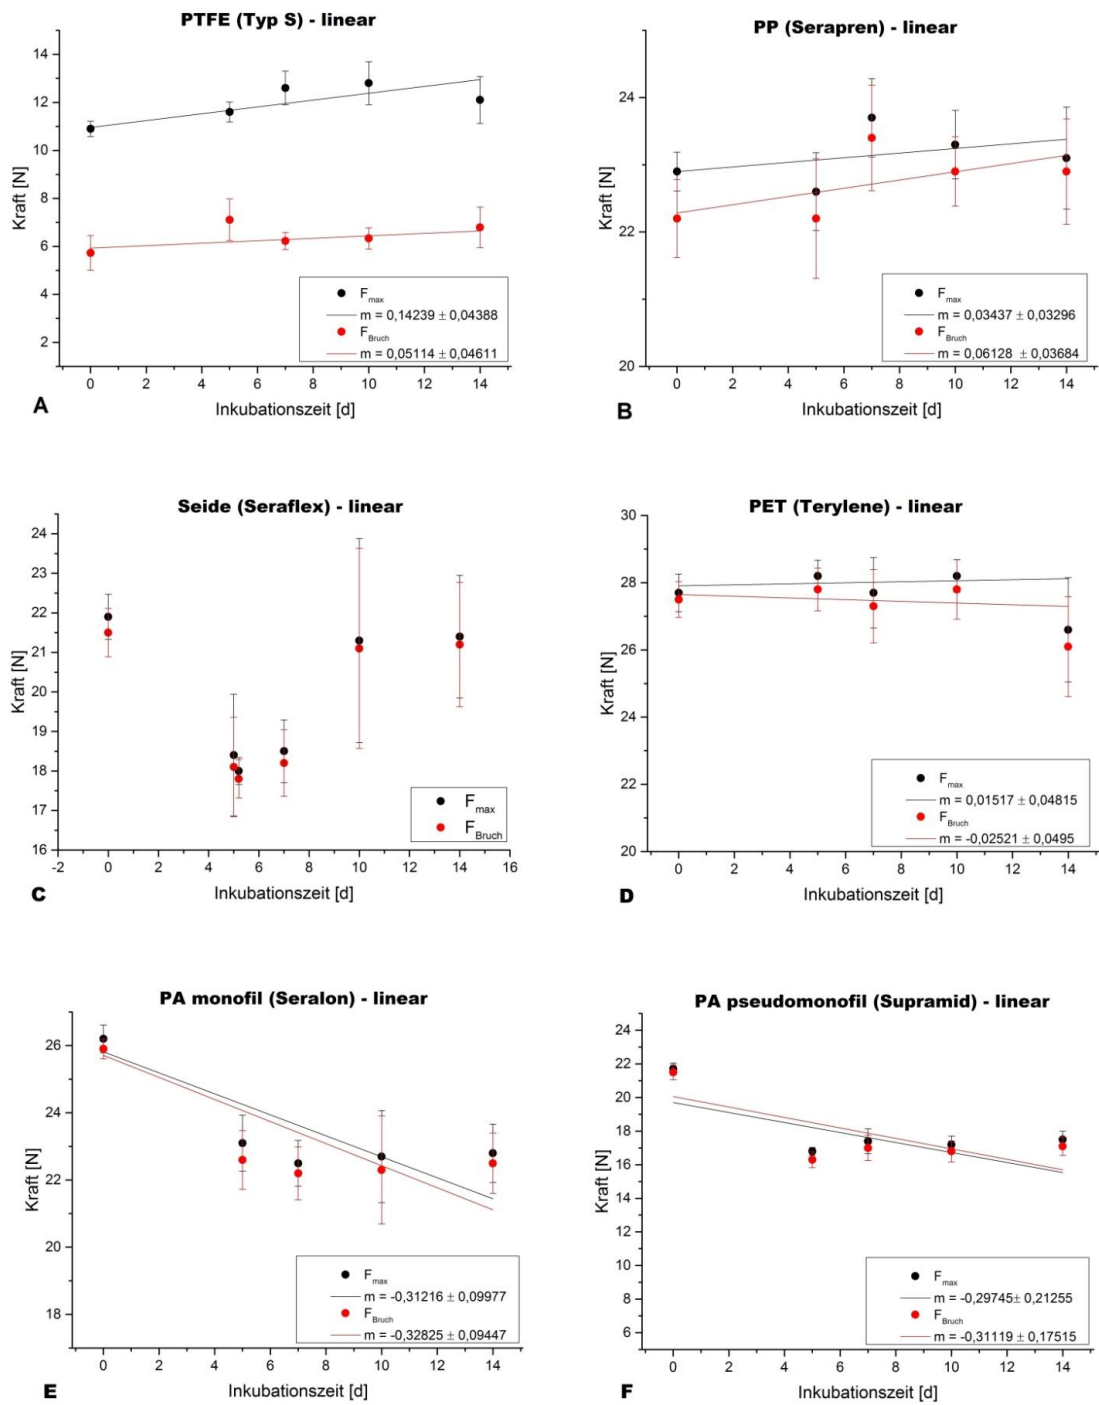 PTFE (Typ S) - linear
14
12
10
8
6
4
2
Kraft [N]
F max
m = 0,14239 ± 0,04388
F Bruch
m = 0,05114 ± 0,04611
0 2 4 6 8 10 12 14
Inkubationszeit [d]
A
PP (Serapren) - linear
24
22
20
Kraft [N]
F max
m = 0,03437 ± 0,03296
F Bruch
m = 0,06128 ± 0,03684
0 2 4 6 8 10 12 14
Inkubationszeit [d]
B
Seide (Seraflex) - linear
24
23
22
21
20
19
18
17
16
Kraft [N]
F max
F Bruch
-2 0 2 4 6 8 10 12 14 16
Inkubationszeit [d]
C
PET (Terylene) - linear
30
28
26
24
22
20
Kraft [N]
F max
m = 0,01517 ± 0,04815
F Bruch
m = -0,02521 ± 0,0495
0 2 4 6 8 10 12 14
Inkubationszeit [d]
D
PA monofil (Seralon) - linear
26
24
22
20
18
Kraft [N]
F max
m = -0,31216 ± 0,09977
F Bruch
m = -0,32825 ± 0,09447
0 2 4 6 8 10 12 14
Inkubationszeit [d]
E
PA pseudomonofil (Supramid) - linear
24
22
20
18
16
14
12
10
8
6
Kraft [N]
F max
m = -0,29745± 0,21255
F Bruch
m = -0,31119 ± 0,17515
0 2 4 6 8 10 12 14
Inkubationszeit [d]
F